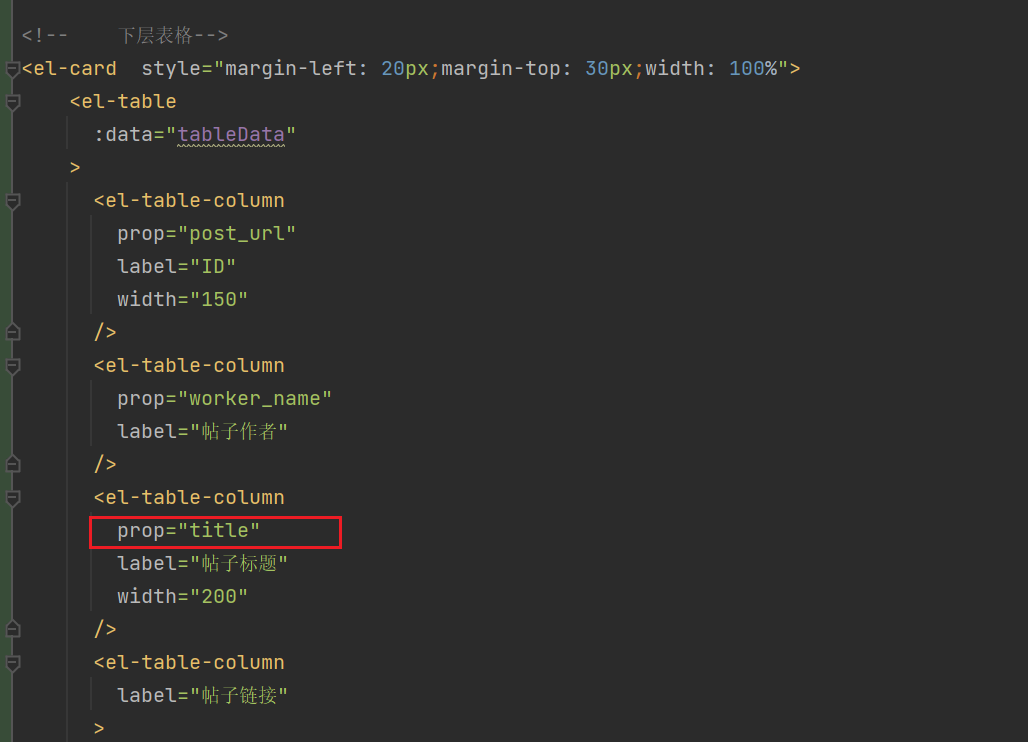 <!--    下层表格-->
<el-card  style="margin-left: 20px;margin-top: 30px;width: 100%">
    <el-table
      :data="tableData"
    >
      <el-table-column
        prop="post_url"
        label="ID"
        width="150"
      />
      <el-table-column
        prop="worker_name"
        label="帖子作者"
      />
      <el-table-column
        prop="title"
        label="帖子标题"
        width="200"
      />
      <el-table-column
        label="帖子链接"
      >